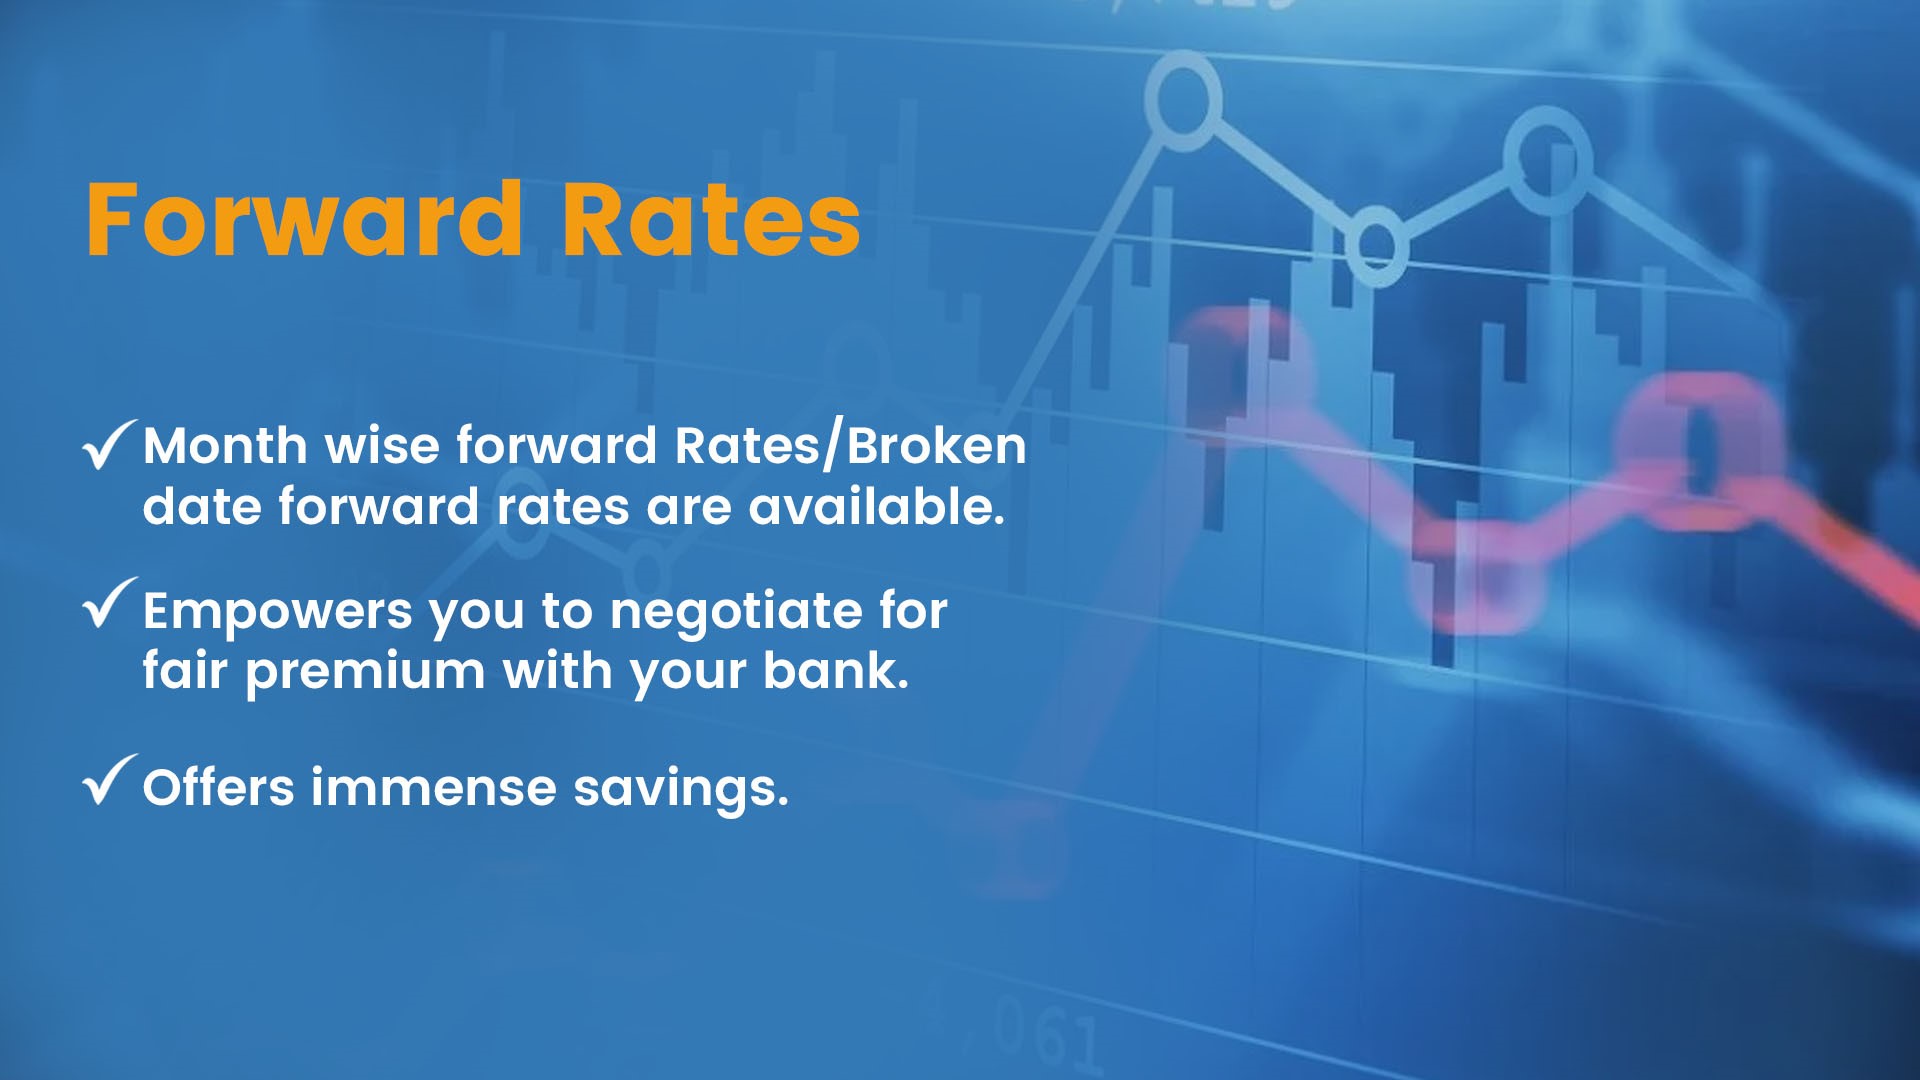 Forward Rates
Month wise forward Rates/Broken
date forward rates are available.
Empowers you to negotiate for
fair premium with your bank.
Offers immense savings.
,061